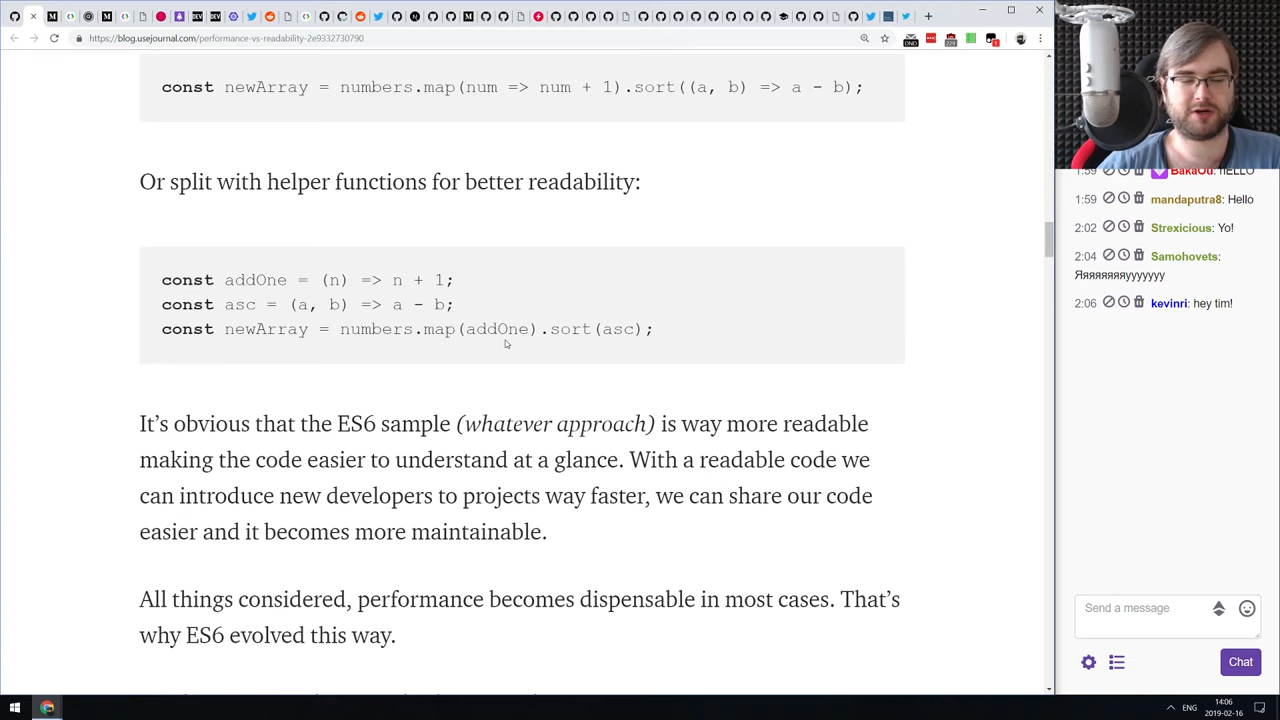 https://blog.usejournal.com/performance-vs-readability-2e9332730790
const newArray = numbers.map(num => num + 1).sort((a, b) => a - b);
Or split with helper functions for better readability:
const addOne = (n) => n + 1;
const asc = (a, b) => a - b;
const newArray = numbers.map(addOne).sort(asc);
It's obvious that the ES6 sample (whatever approach) is way more readable
making the code easier to understand at a glance. With a readable code we
can introduce new developers to projects way faster, we can share our code
easier and it becomes more maintainable.
All things considered, performance becomes dispensable in most cases. That's
why ES6 evolved this way.
1:59 BakaOu: hELLO
1:59 mandaputra8: Hello
2:02 Strexicious: Yo!
2:04 Samohovets:
Яяяяяяяяууууууу
2:06 kevinri: hey tim!
Send a message
Chat
ENG
14:06
2019-02-16